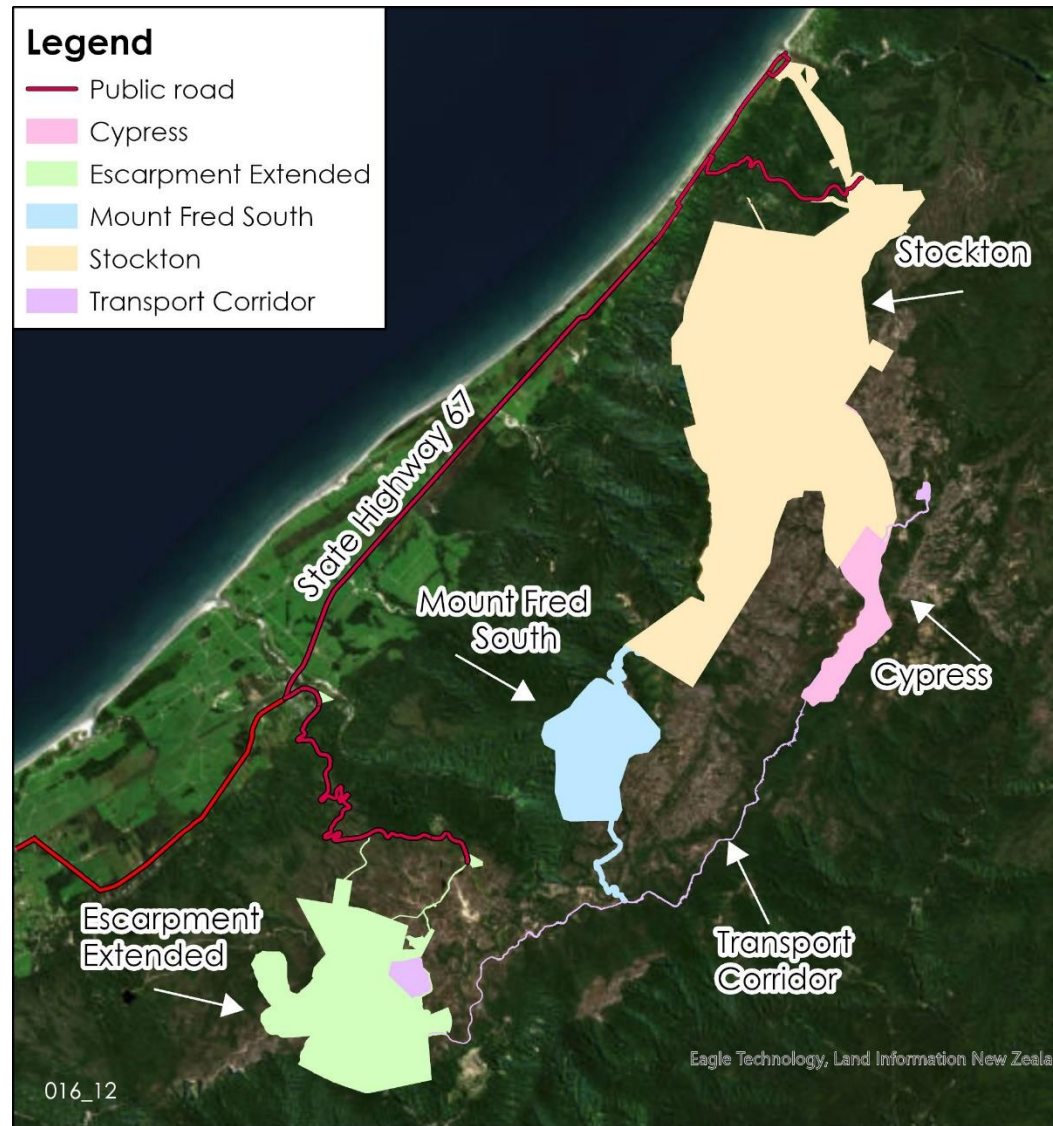 Legend
Public road
Cypress
Escarpment Extended
Mount Fred South
Stockton
Transport Corridor
Stockton
State Highway 67
Mount Fred
South
Cypress
Escarpment
Extended
Transport
Corridor
Eagle Technology, Land Information New Zeala
016_12